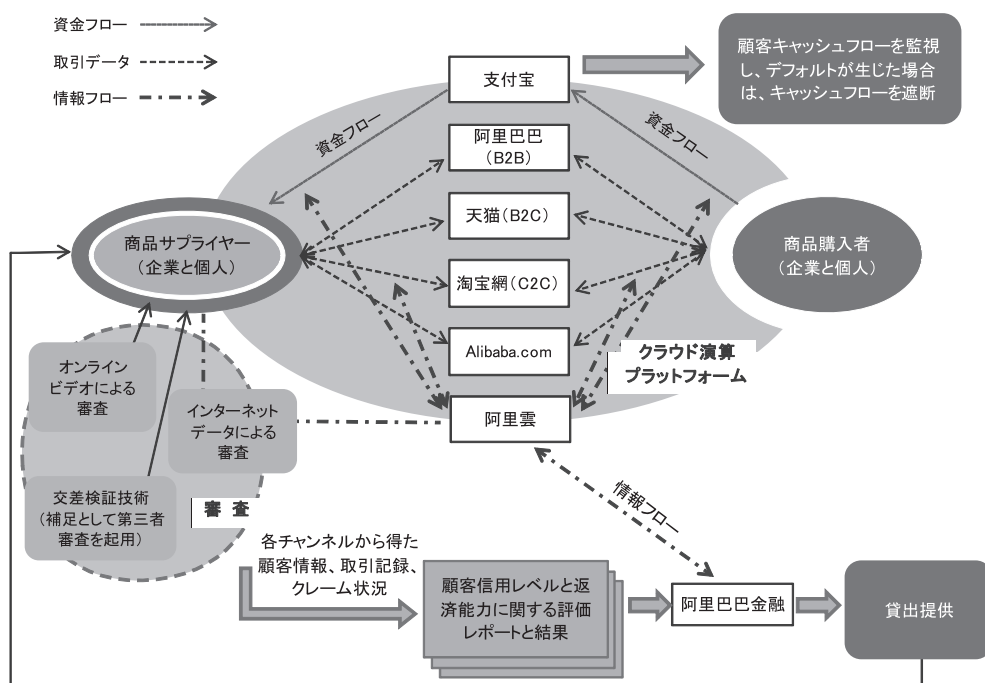 資金フロー
取引データ
情報フロー
支付宝
顧客キャッシュフローを監視
し、デフォルトが生じた場合
は、キャッシュフローを遮断
資金フロー
資金フロー
阿里巴巴
(B2B)
天猫(B2C)
淘宝網(C2C)
Alibaba.com
阿里雲
商品サプライヤー
(企業と個人)
商品購入者
(企業と個人)
クラウド演算
プラットフォーム
オンライン
ビデオによる
審査
インターネット
データによる
審査
交差検証技術
(補足として第三者
審査を起用)
審 査
情報フロー
各チャンネルから得た
顧客情報、取引記録、
クレーム状況
顧客信用レベルと返
済能力に関する評価
レポートと結果
阿里巴巴金融
貸出提供